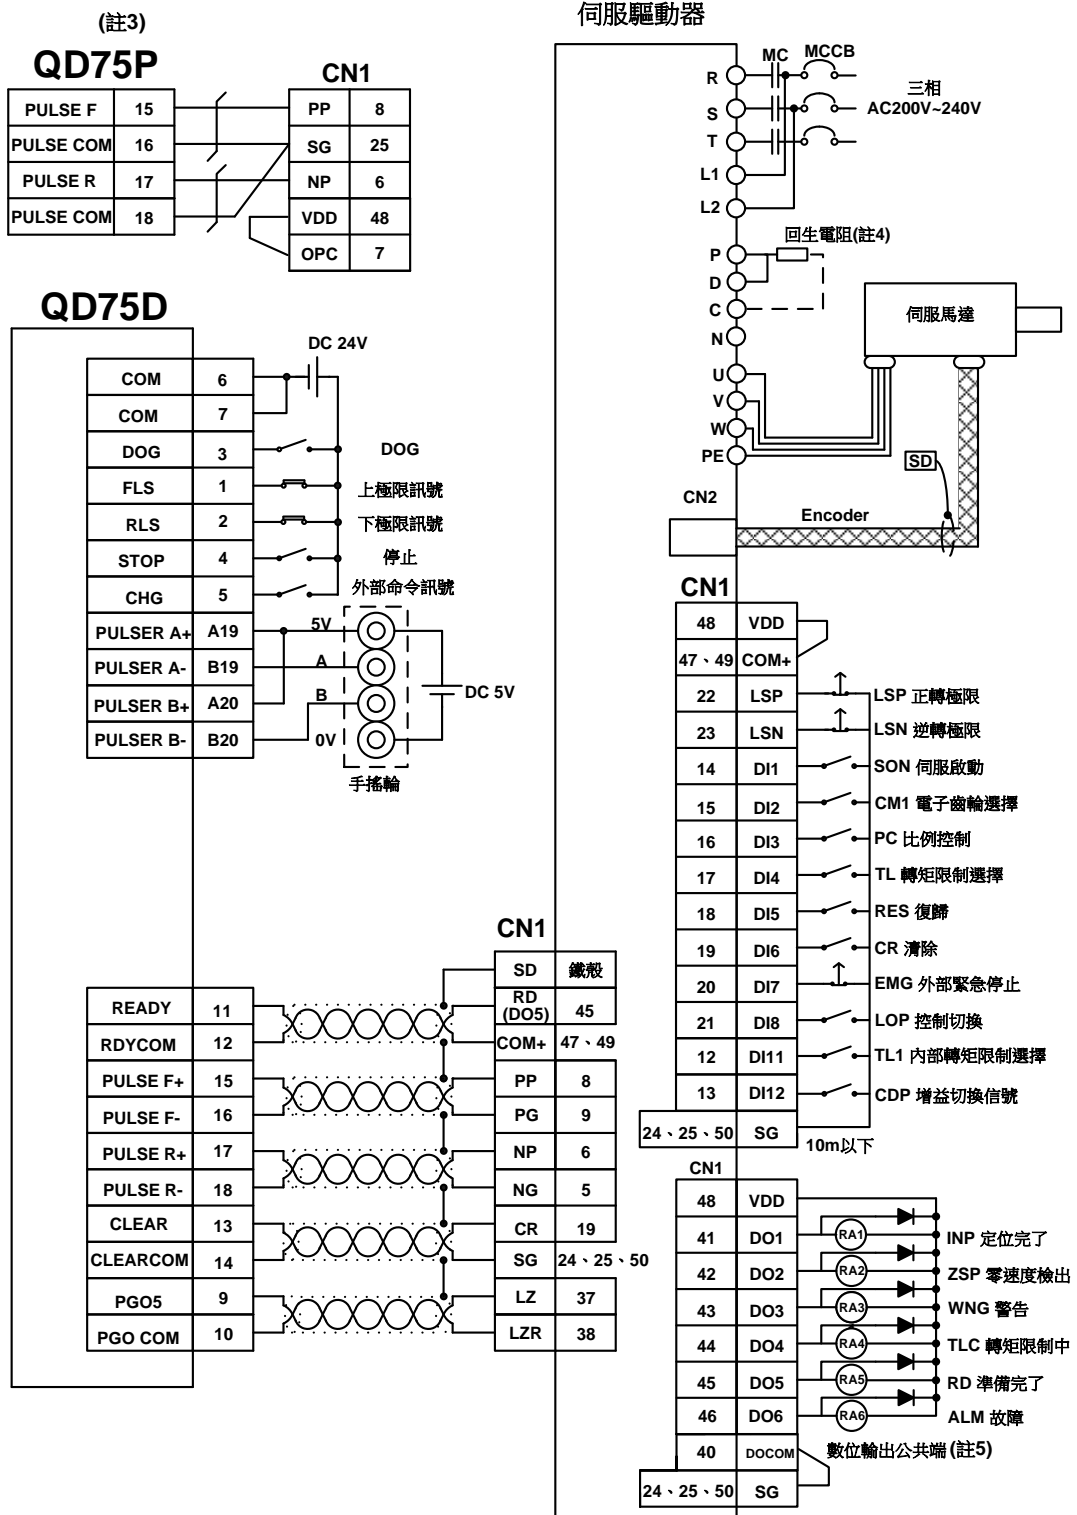 (註3)
QD75P
CN1
PULSE F 15
PULSE COM 16
PULSE R 17
PULSE COM 18
PP 8
SG 25
NP 6
VDD 48
OPC 7
QD75D
DC 24V
COM 6
COM 7
DOG 3 DOG
FLS 1 上極限訊號
RLS 2 下極限訊號
STOP 4 停止
CHG 5 外部命令訊號
PULSER A+ A19 5V
PULSER A- B19 A
PULSER B+ A20 B
PULSER B- B20 0V
DC 5V
手搖輪
CN1
SD 鐵殼
READY 11 RD (DO5) 45
RDYCOM 12 COM+ 47、49
PULSE F+ 15 PP 8
PULSE F- 16 PG 9
PULSE R+ 17 NP 6
PULSE R- 18 NG 5
CLEAR 13 CR 19
CLEARCOM 14 SG 24、25、50
PGO5 9 LZ 37
PGO COM 10 LZR 38
伺服驅動器
MC MCCB
R
S
T
三相
AC200V~240V
L1
L2
回生電阻(註4)
P
D
C
N
U
V
W
PE
伺服馬達
SD
CN2
Encoder
CN1
48 VDD
47、49 COM+
22 LSP LSP 正轉極限
23 LSN LSN 逆轉極限
14 DI1 SON 伺服啟動
15 DI2 CM1 電子齒輪選擇
16 DI3 PC 比例控制
17 DI4 TL 轉矩限制選擇
18 DI5 RES 復歸
19 DI6 CR 清除
20 DI7 EMG 外部緊急停止
21 DI8 LOP 控制切換
12 DI11 TL1 內部轉矩限制選擇
13 DI12 CDP 增益切換信號
24、25、50 SG
10m以下
CN1
48 VDD
41 DO1 RA1 INP 定位完了
42 DO2 RA2 ZSP 零速度檢出
43 DO3 RA3 WNG 警告
44 DO4 RA4 TLC 轉矩限制中
45 DO5 RA5 RD 準備完了
46 DO6 RA6 ALM 故障
40 DOCOM 數位輸出公共端 (註5)
24、25、50 SG